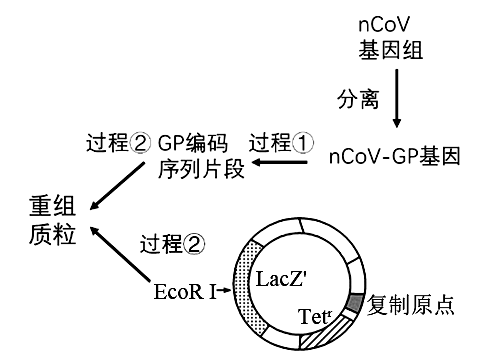 nCoV
基因组
分离
过程② GP编码 过程①
序列片段 nCoV-GP基因
重组
质粒
过程②
EcoR I
LacZ'
Tetʳ
复制原点